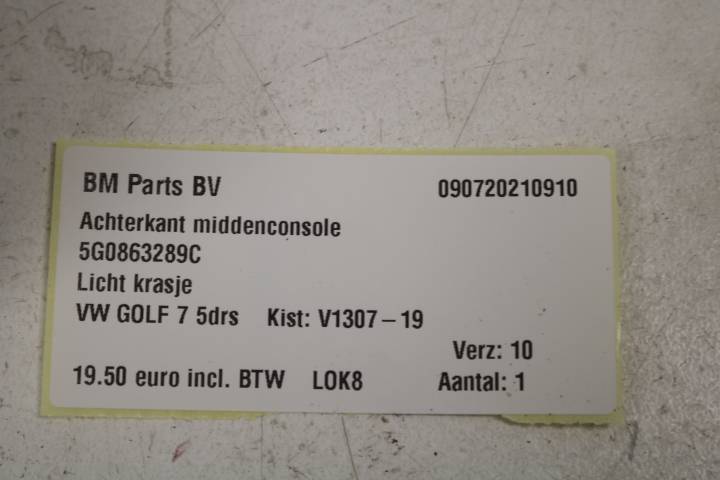 BM Parts BV 090720210910
Achterkant middenconsole
5G0863289C
Licht krasje
VW GOLF 7 5drs Kist: V1307-19
Verz: 10
19.50 euro incl. BTW LOK8 Aantal: 1